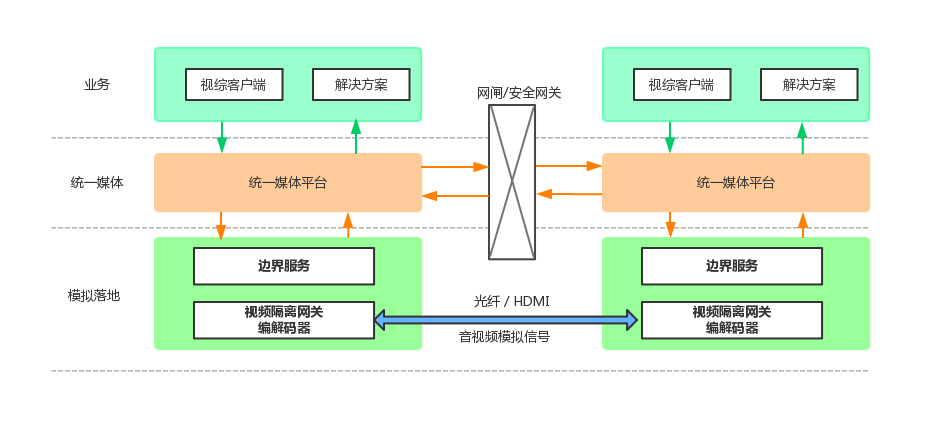 业务
视综客户端
解决方案
网闸/安全网关
视综客户端
解决方案
统一媒体
统一媒体平台
统一媒体平台
模拟落地
边界服务
视频隔离网关
编解码器
光纤 / HDMI
音视频模拟信号
边界服务
视频隔离网关
编解码器